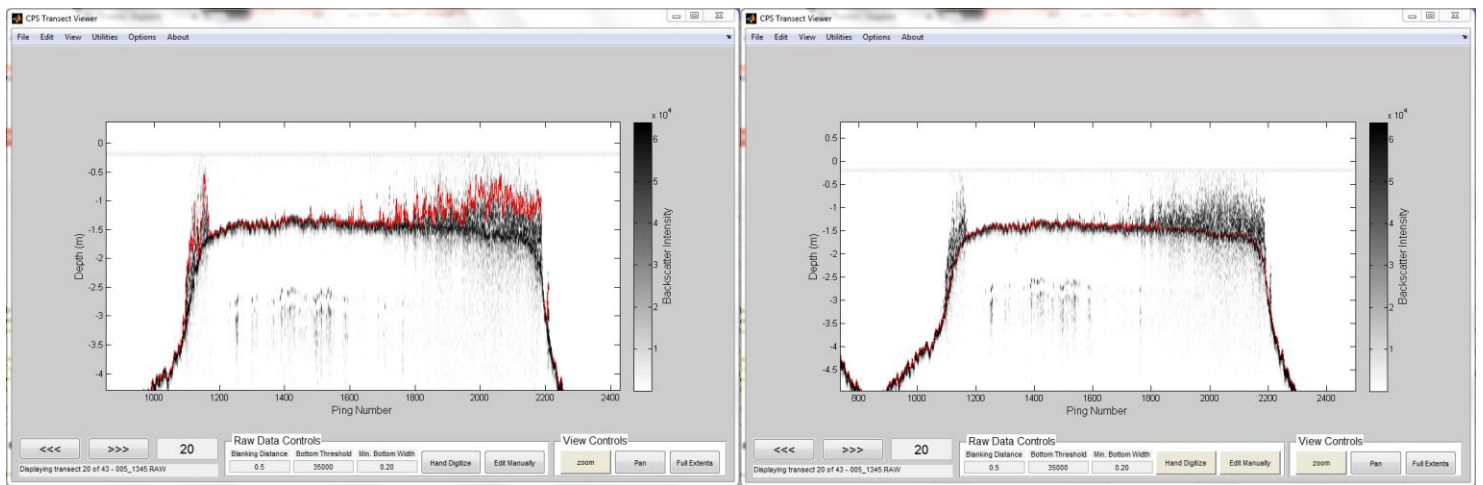 CPS Transect Viewer
File Edit View Utilities Options About
x 10^4
0
-0.5
-1
-1.5
-2
-2.5
-3
-3.5
-4
Depth (m)
6
5
4
3
2
1
Backscatter Intensity
1000 1200 1400 1600 1800 2000 2200 2400
Ping Number
<<< >>> 20
Displaying transect 20 of 43 - 005_1345.RAW
Raw Data Controls
Blanking Distance Bottom Threshold Min. Bottom Width
0.5 35000 0.20
Hand Digitize Edit Manually
View Controls
zoom Pan Full Extents
CPS Transect Viewer
File Edit View Utilities Options About
x 10^4
0.5
0
-0.5
-1
-1.5
-2
-2.5
-3
-3.5
-4
-4.5
Depth (m)
6
5
4
3
2
1
Backscatter Intensity
800 1000 1200 1400 1600 1800 2000 2200 2400
Ping Number
<<< >>> 20
Displaying transect 20 of 43 - 005_1345.RAW
Raw Data Controls
Blanking Distance Bottom Threshold Min. Bottom Width
0.5 35000 0.20
Hand Digitize Edit Manually
View Controls
zoom Pan Full Extents